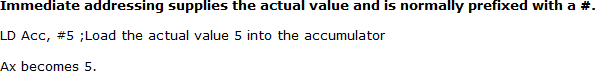 Immediate addressing supplies the actual value and is normally prefixed with a #.
LD Acc, #5 ;Load the actual value 5 into the accumulator
Ax becomes 5.